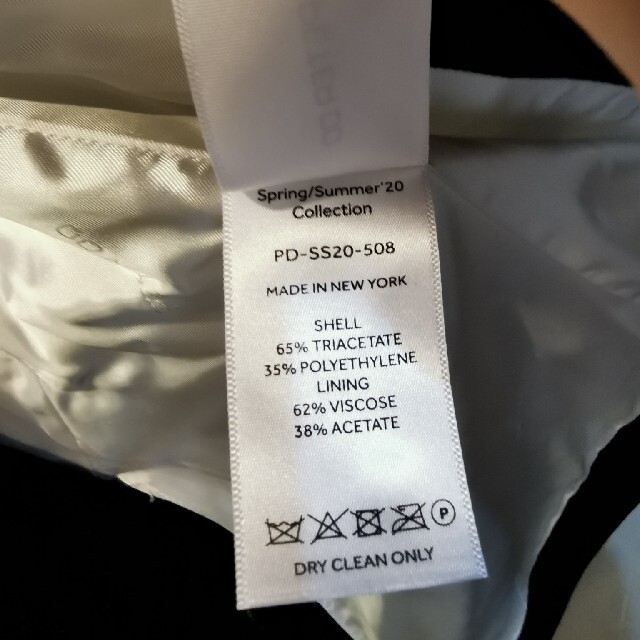 Spring/Summer'20
Collection
PD-SS20-508
MADE IN NEW YORK
SHELL
65% TRIACETATE
35% POLYETHYLENE
LINING
62% VISCOSE
38% ACETATE
P
DRY CLEAN ONLY